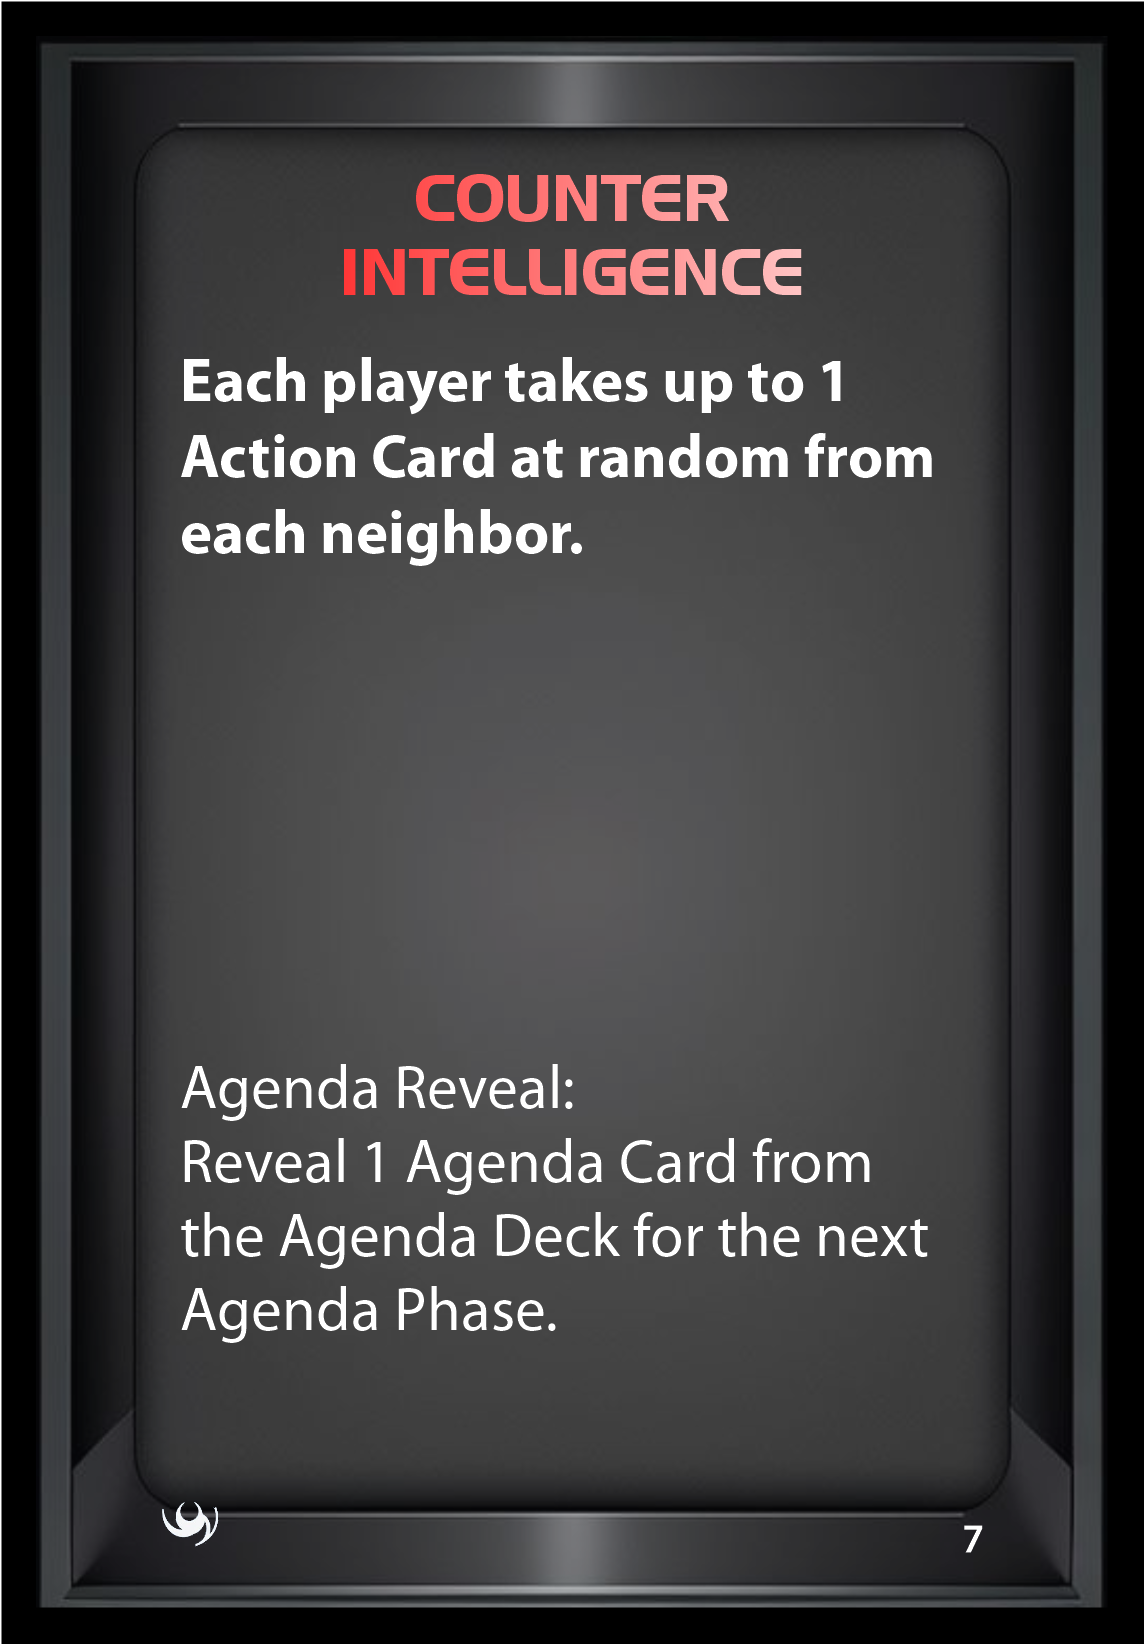 COUNTER
INTELLIGENCE
Each player takes up to 1
Action Card at random from
each neighbor.
Agenda Reveal:
Reveal 1 Agenda Card from
the Agenda Deck for the next
Agenda Phase.
7